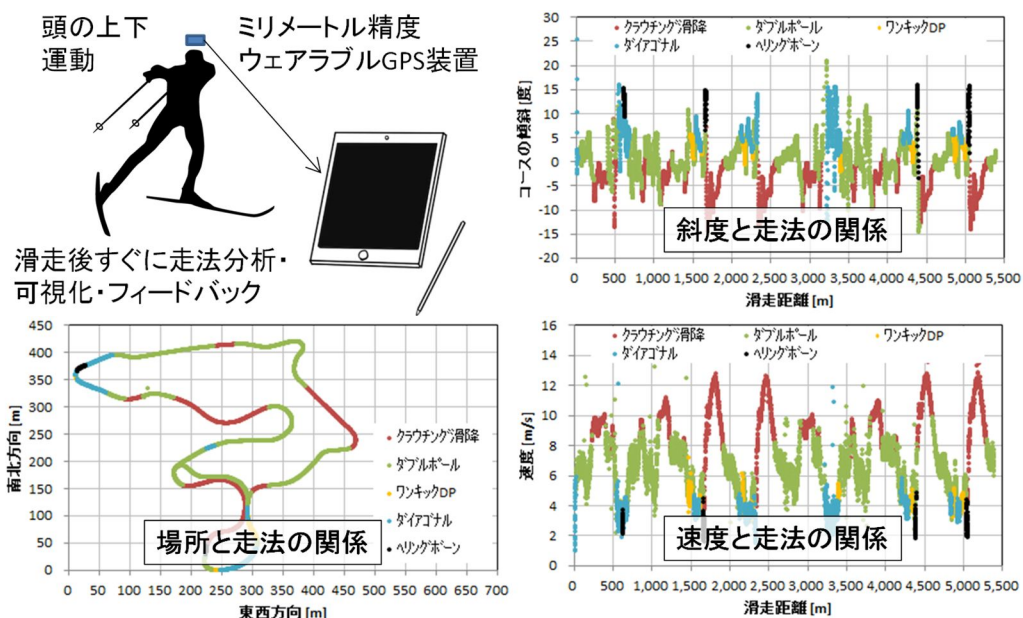 頭の上下
運動
ミリメートル精度
ウェアラブルGPS装置
滑走後すぐに走法分析・
可視化・フィードバック
コースの傾斜 [度]
25
20
15
10
5
0
-5
-10
-15
-20
クラウチング滑降
ダブルポール
ワンキックDP
ダイアゴナル
ヘリングボーン
斜度と走法の関係
0 500 1,000 1,500 2,000 2,500 3,000 3,500 4,000 4,500 5,000 5,500
滑走距離 [m]
南北方向 [m]
450
400
350
300
250
200
150
100
50
0
クラウチング滑降
ダブルポール
ワンキックDP
ダイアゴナル
ヘリングボーン
場所と走法の関係
0 50 100 150 200 250 300 350 400 450 500 550 600 650 700
東西方向 [m]
速度 [m/s]
16
14
12
10
8
6
4
2
0
クラウチング滑降
ダブルポール
ワンキックDP
ダイアゴナル
ヘリングボーン
速度と走法の関係
0 500 1,000 1,500 2,000 2,500 3,000 3,500 4,000 4,500 5,000 5,500
滑走距離 [m]